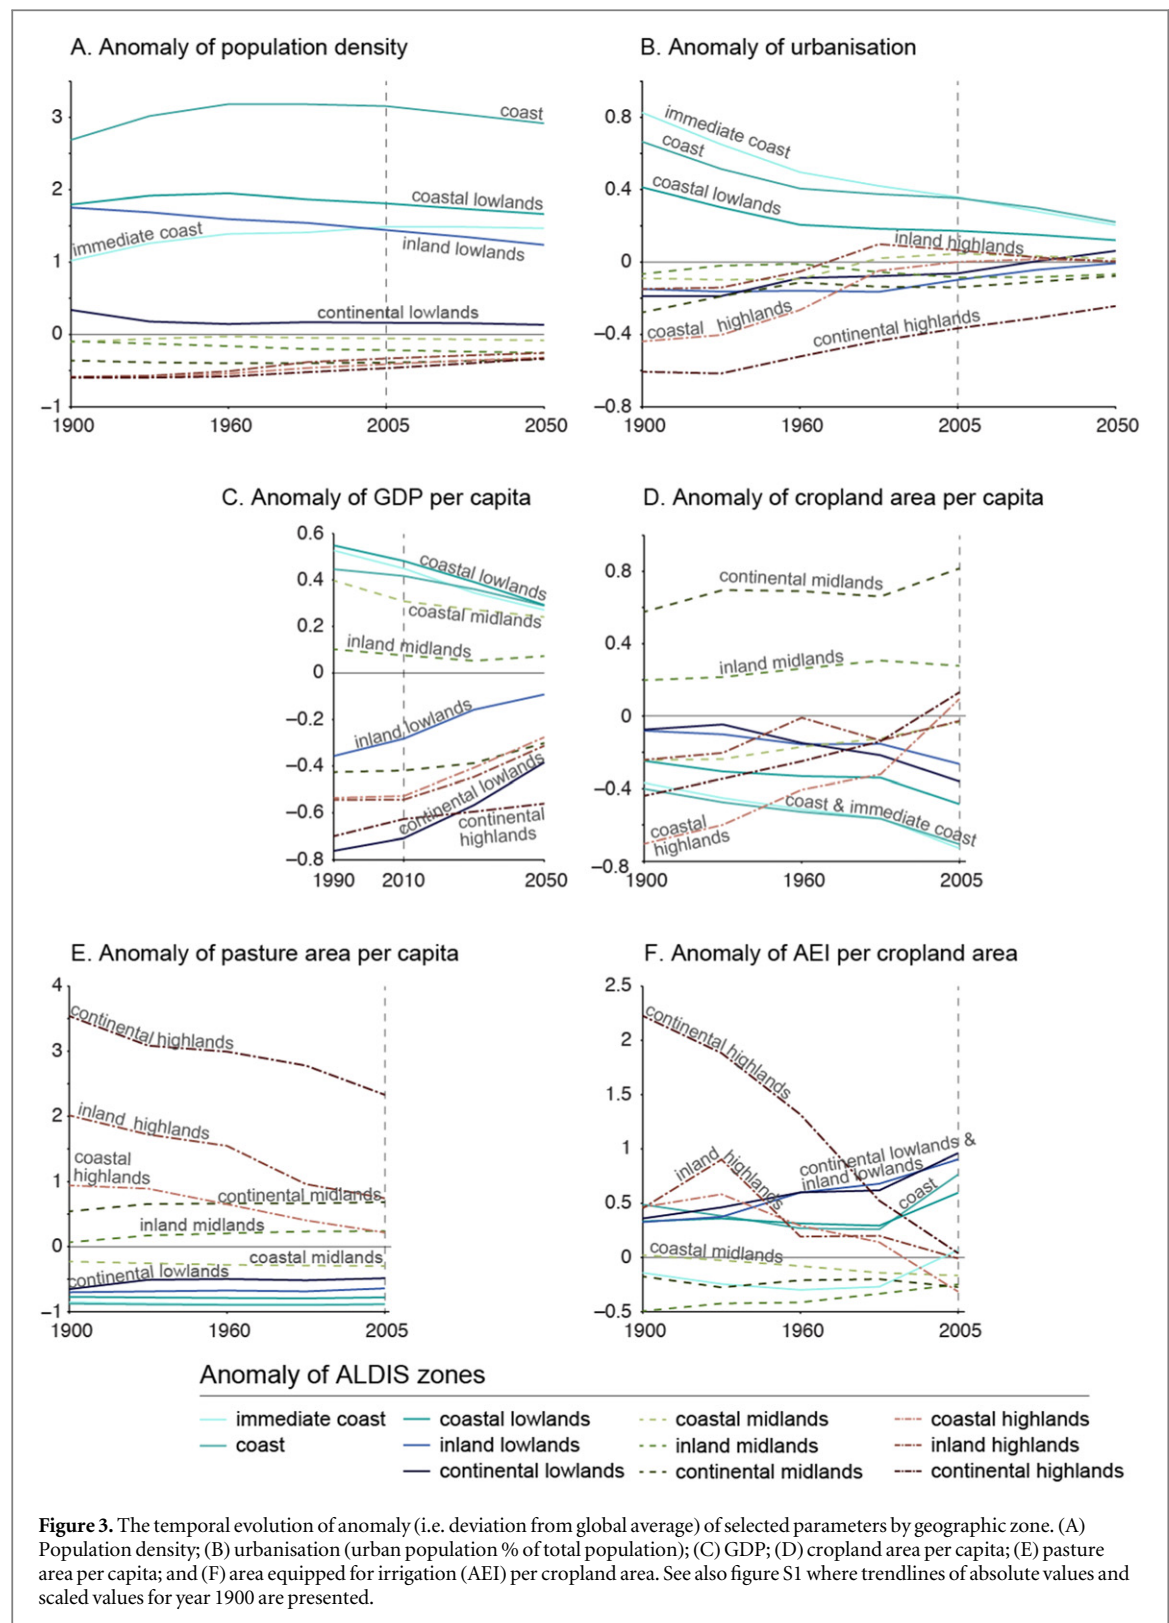 A. Anomaly of population density
3
2
1
0
−1
1900
1960
2005
2050
coast
coastal lowlands
immediate coast
inland lowlands
continental lowlands
B. Anomaly of urbanisation
0.8
0.4
0
−0.4
−0.8
1900
1960
2005
2050
immediate coast
coast
coastal lowlands
inland highlands
coastal highlands
continental highlands
C. Anomaly of GDP per capita
0.6
0.4
0.2
0
−0.2
−0.4
−0.6
−0.8
1990
2010
2050
coastal lowlands
coastal midlands
inland midlands
inland lowlands
continental lowlands
continental
highlands
D. Anomaly of cropland area per capita
0.8
0.4
0
−0.4
−0.8
1900
1960
2005
continental midlands
inland midlands
coast & immediate coast
coastal
highlands
E. Anomaly of pasture area per capita
4
3
2
1
0
−1
1900
1960
2005
continental highlands
inland highlands
coastal
highlands
continental midlands
inland midlands
coastal midlands
continental lowlands
F. Anomaly of AEI per cropland area
2.5
2
1.5
1
0.5
0
−0.5
1900
1960
2005
continental highlands
inland highlands
continental lowlands &
inland lowlands
coast
coastal midlands
Anomaly of ALDIS zones
immediate coast
coastal lowlands
coastal midlands
coastal highlands
coast
inland lowlands
inland midlands
inland highlands
continental lowlands
continental midlands
continental highlands
Figure 3. The temporal evolution of anomaly (i.e. deviation from global average) of selected parameters by geographic zone. (A)
Population density; (B) urbanisation (urban population % of total population); (C) GDP; (D) cropland area per capita; (E) pasture
area per capita; and (F) area equipped for irrigation (AEI) per cropland area. See also figure S1 where trendlines of absolute values and
scaled values for year 1900 are presented.